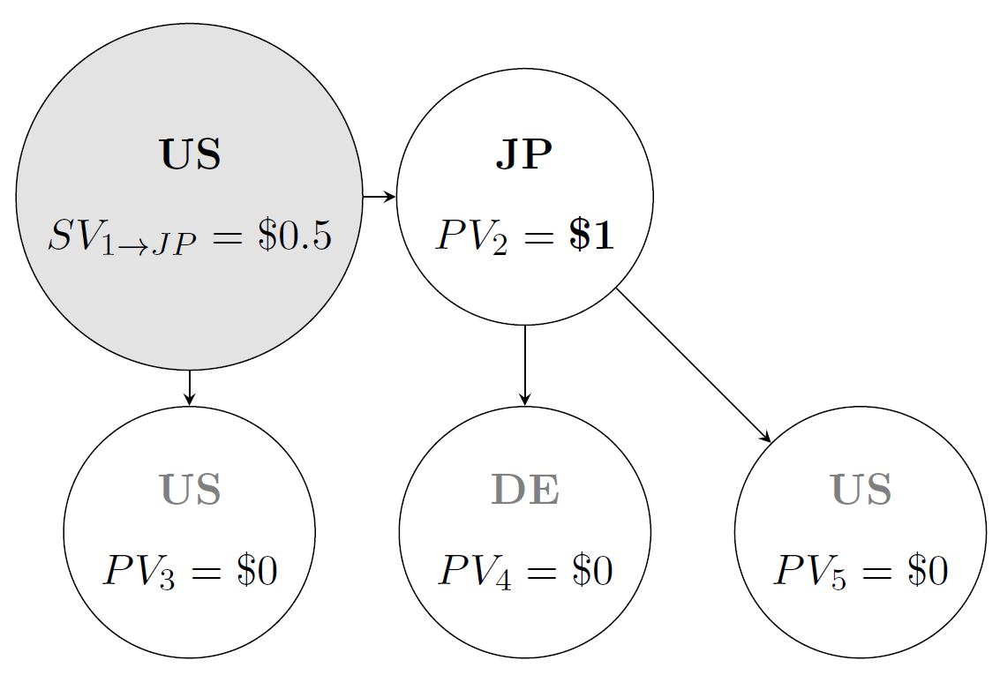 US
SV1→JP = $0.5
JP
PV2 = $1
US
PV3 = $0
DE
PV4 = $0
US
PV5 = $0